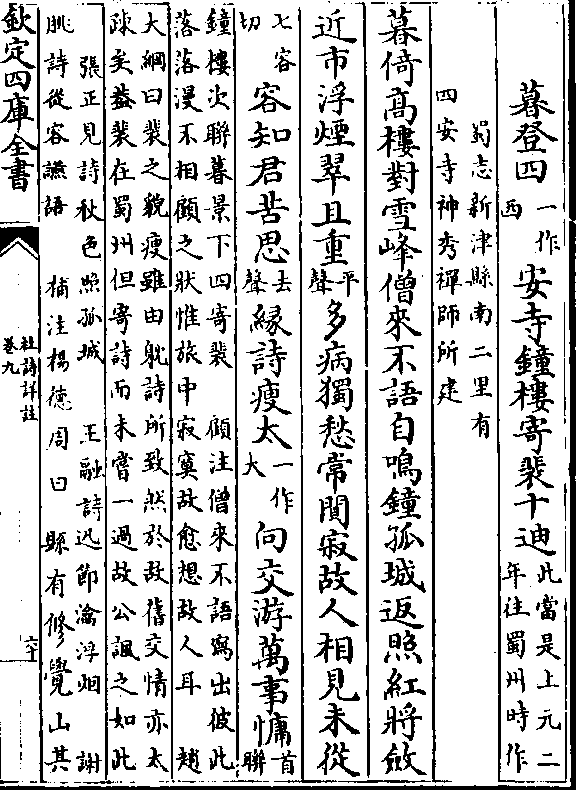 暮登四一作西安寺鐘樓寄裴十迪此當是上元二年往蜀州時作
蜀志新津縣南二里有
四安寺神秀禪師所建
暮倚高樓對雪峰僧來不語自鳴鐘孤城返照紅將斂
近市浮煙翠且重平聲多病獨愁常闃寂故人相見未從
七容切容知君苦思去聲緣詩瘦太一作大向交游萬事慵首聯
鐘樓次聯暮景下四寄裴　顧注僧來不語寫出彼此
落落漫不相顧之狀惟旅中寂寞故愈想故人耳　趙
大綱曰裴之貌瘦雖由躭詩所致然於故舊交情亦太
踈矣葢裴在蜀州但寄詩而未嘗一過故公諷之如此
張正見詩秋色照孤城　王融詩迅節瀹浮烟　謝
朓詩從容讌語　補注楊德周曰縣有修覺山其
欽定四庫全書
杜詩詳註
卷九
六十